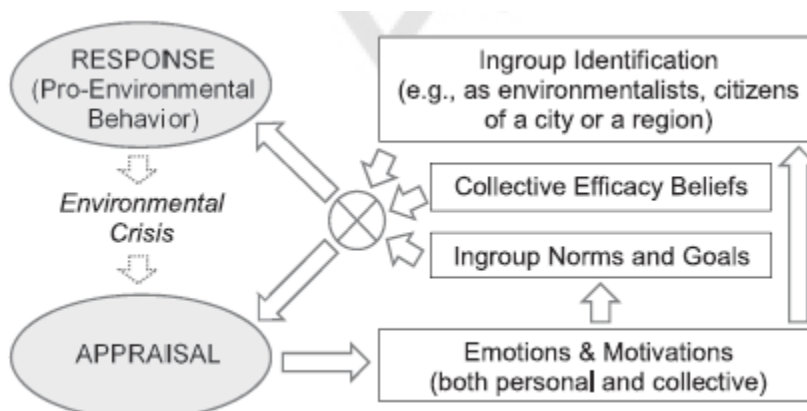 RESPONSE
(Pro-Environmental
Behavior)
Environmental
Crisis
APPRAISAL
Ingroup Identification
(e.g., as environmentalists, citizens
of a city or a region)
Collective Efficacy Beliefs
Ingroup Norms and Goals
Emotions & Motivations
(both personal and collective)